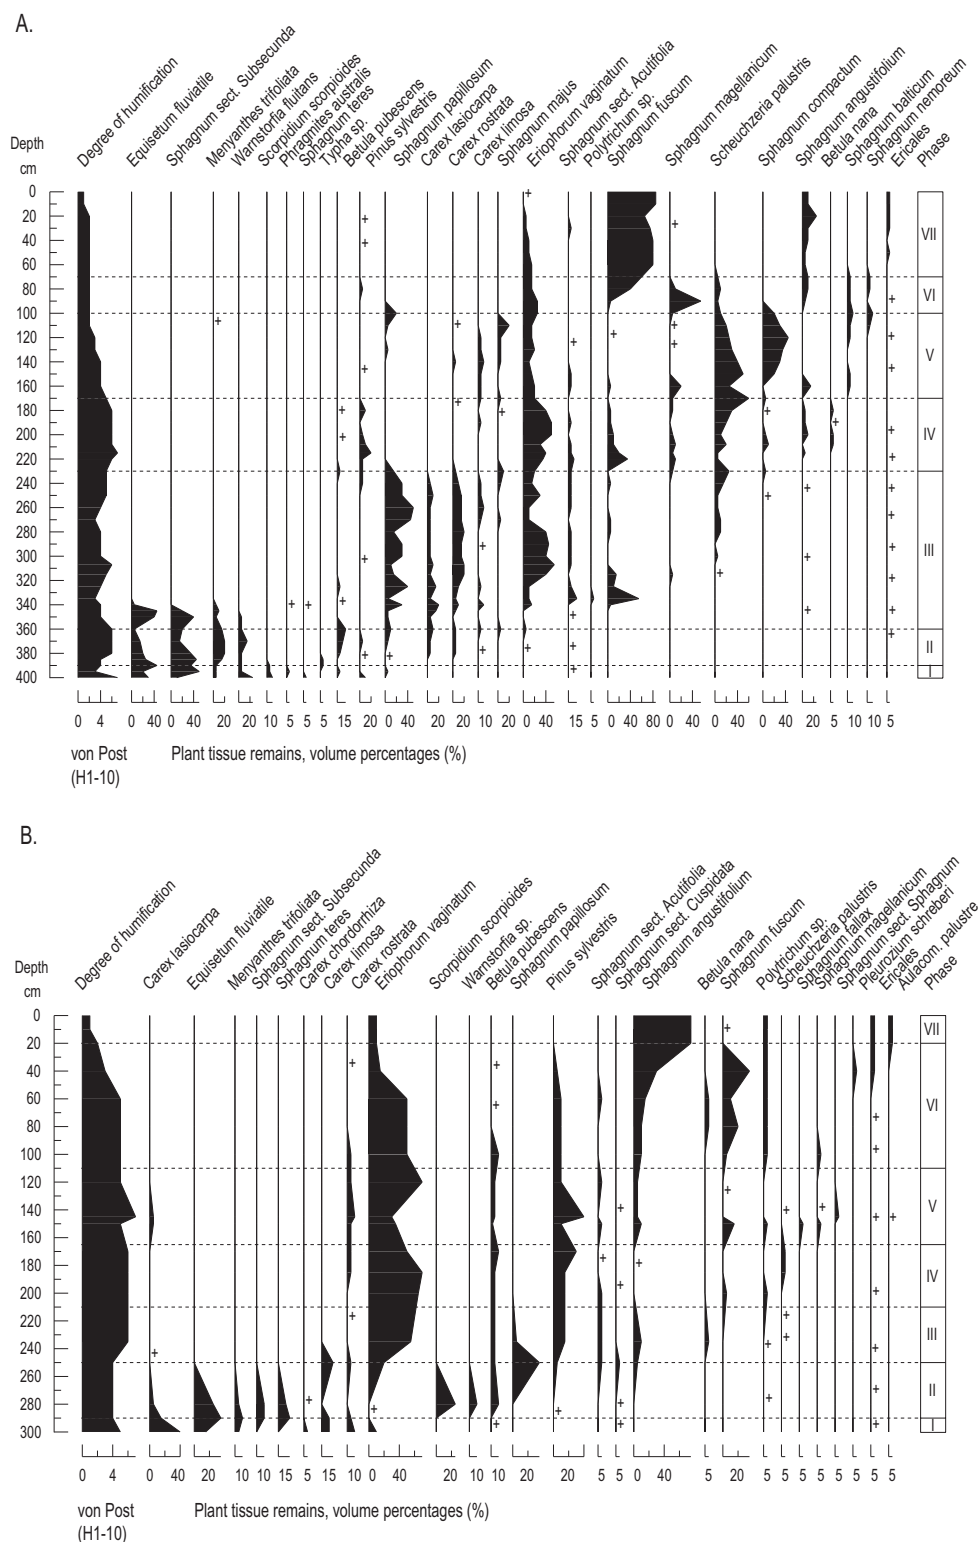 A.
Degree of humification
Equisetum fluviatile
Sphagnum sect. Subsecunda
Menyanthes trifoliata
Warnstorfia fluitans
Scorpidium scorpioides
Phragmites australis
Sphagnum teres
Typha sp.
Betula pubescens
Pinus sylvestris
Sphagnum papillosum
Carex lasiocarpa
Carex rostrata
Carex limosa
Sphagnum majus
Eriophorum vaginatum
Sphagnum sect. Acutifolia
Polytrichum sp.
Sphagnum fuscum
Sphagnum magellanicum
Scheuchzeria palustris
Sphagnum compactum
Sphagnum angustifolium
Betula nana
Sphagnum balticum
Sphagnum nemoreum
Ericales
Phase
Depth
cm
0
20
40
60
80
100
120
140
160
180
200
220
240
260
280
300
320
340
360
380
400
VII
VI
V
IV
III
II
I
0 4 0 40 0 40 20 20 10 5 5 5 15 20 0 40 20 20 10 20 0 40 15 5 0 40 80 0 40 0 40 0 40 20 5 10 10 5
von Post
(H1-10)
Plant tissue remains, volume percentages (%)
B.
Degree of humification
Carex lasiocarpa
Equisetum fluviatile
Menyanthes trifoliata
Sphagnum sect. Subsecunda
Sphagnum teres
Carex chordorrhiza
Carex limosa
Carex rostrata
Eriophorum vaginatum
Scorpidium scorpioides
Warnstorfia sp.
Betula pubescens
Sphagnum papillosum
Pinus sylvestris
Sphagnum sect. Acutifolia
Sphagnum sect. Cuspidata
Sphagnum angustifolium
Betula nana
Sphagnum fuscum
Polytrichum sp.
Scheuchzeria palustris
Sphagnum fallax
Sphagnum magellanicum
Sphagnum sect. Sphagnum
Pleurozium schreberi
Ericales
Aulacom. palustre
Phase
Depth
cm
0
20
40
60
80
100
120
140
160
180
200
220
240
260
280
300
VII
VI
V
IV
III
II
I
0 4 0 40 20 10 10 15 5 15 10 0 40 20 10 10 20 20 5 5 0 40 5 20 5 5 5 5 5 5 5 5
von Post
(H1-10)
Plant tissue remains, volume percentages (%)